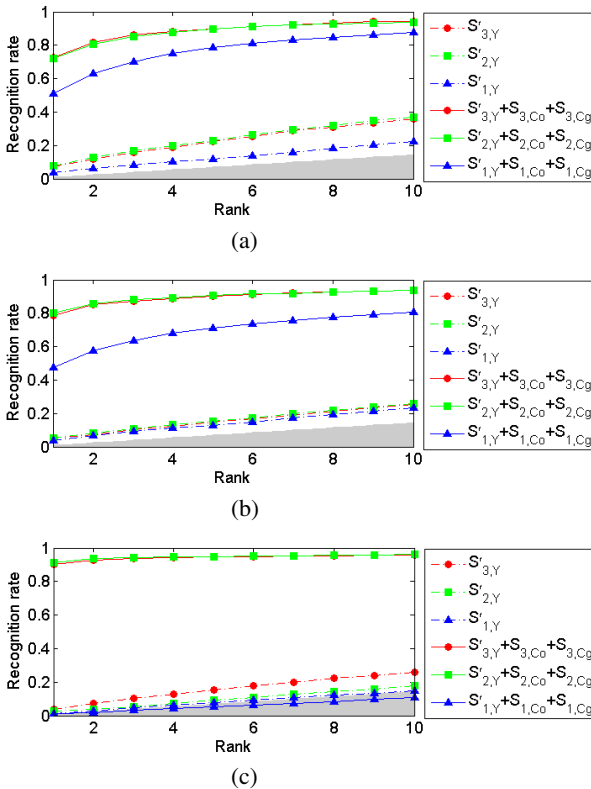 1
0.8
0.6
0.4
0.2
0
2 4 6 8 10
Recognition rate
Rank
S'3,Y
S'2,Y
S'1,Y
S'3,Y+S3,Co+S3,Cg
S'2,Y+S2,Co+S2,Cg
S'1,Y+S1,Co+S1,Cg
(a)
1
0.8
0.6
0.4
0.2
0
2 4 6 8 10
Recognition rate
Rank
S'3,Y
S'2,Y
S'1,Y
S'3,Y+S3,Co+S3,Cg
S'2,Y+S2,Co+S2,Cg
S'1,Y+S1,Co+S1,Cg
(b)
1
0.8
0.6
0.4
0.2
0
2 4 6 8 10
Recognition rate
Rank
S'3,Y
S'2,Y
S'1,Y
S'3,Y+S3,Co+S3,Cg
S'2,Y+S2,Co+S2,Cg
S'1,Y+S1,Co+S1,Cg
(c)